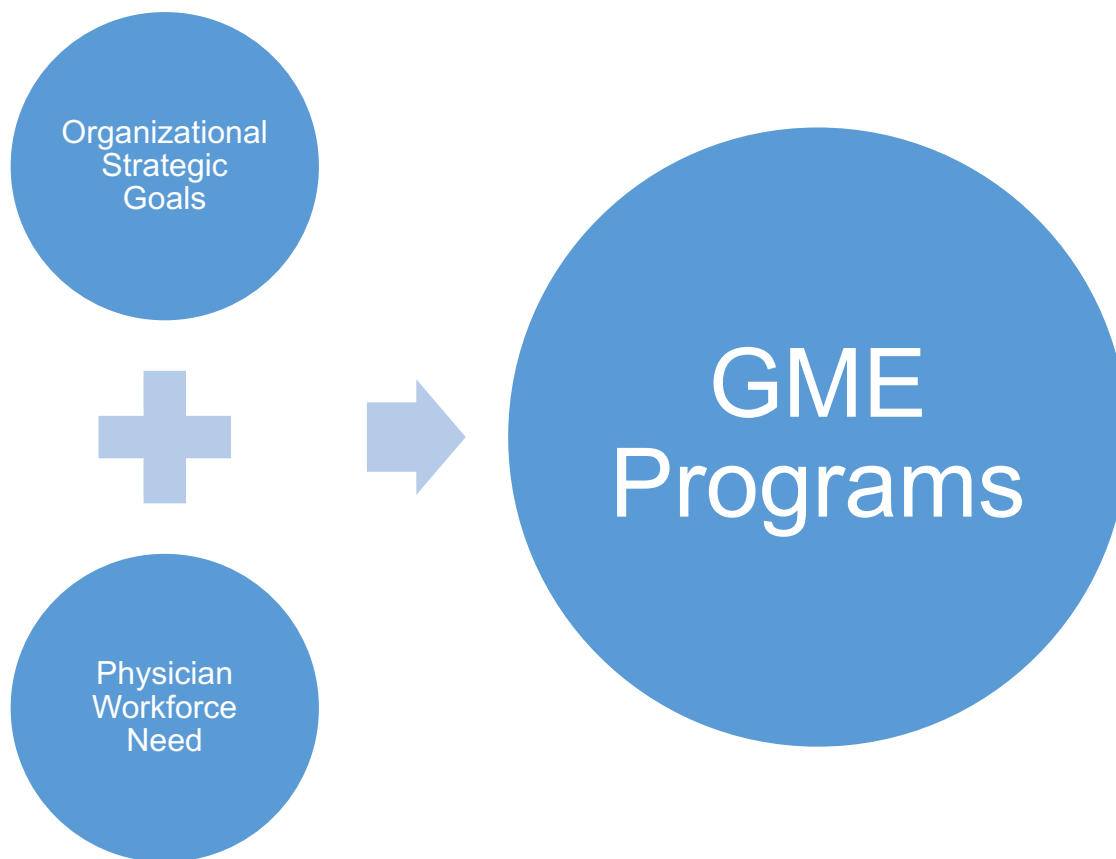 Organizational
Strategic
Goals
Physician
Workforce
Need
GME
Programs